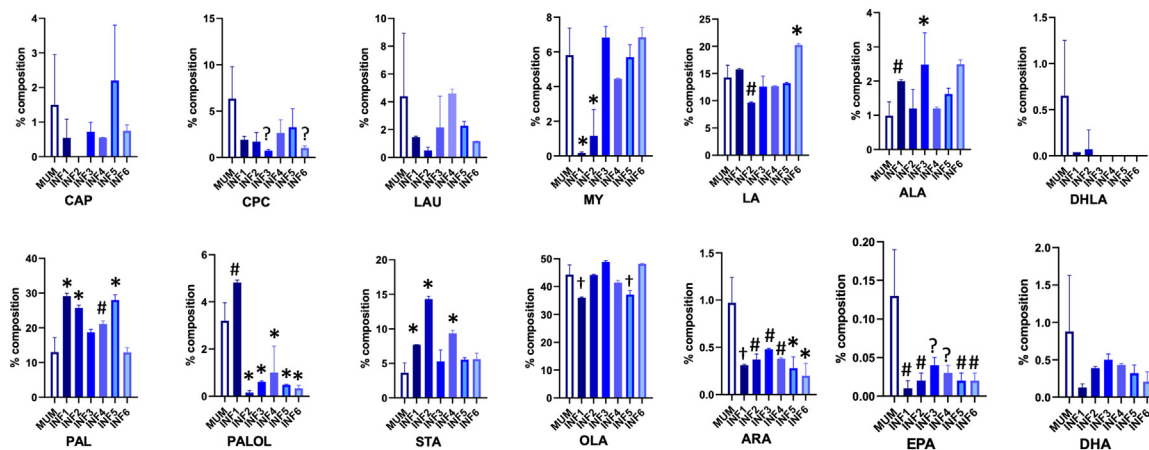 % composition
4
3
2
1
0
MUM
INF1
INF2
INF3
INF4
INF5
INF6
CAP
% composition
15
10
5
0
?
?
MUM
INF1
INF2
INF3
INF4
INF5
INF6
CPC
% composition
10
8
6
4
2
0
MUM
INF1
INF2
INF3
INF4
INF5
INF6
LAU
% composition
8
6
4
2
0
*
*
MUM
INF1
INF2
INF3
INF4
INF5
INF6
MY
% composition
25
20
15
10
5
0
#
*
MUM
INF1
INF2
INF3
INF4
INF5
INF6
LA
% composition
4
3
2
1
0
#
*
MUM
INF1
INF2
INF3
INF4
INF5
INF6
ALA
% composition
1.5
1.0
0.5
0.0
MUM
INF1
INF2
INF3
INF4
INF5
INF6
DHLA
% composition
40
30
20
10
0
*
*
#
*
MUM
INF1
INF2
INF3
INF4
INF5
INF6
PAL
% composition
6
4
2
0
#
*
*
*
*
*
MUM
INF1
INF2
INF3
INF4
INF5
INF6
PALOL
% composition
20
15
10
5
0
*
*
*
MUM
INF1
INF2
INF3
INF4
INF5
INF6
STA
% composition
50
40
30
20
10
0
†
†
MUM
INF1
INF2
INF3
INF4
INF5
INF6
OLA
% composition
1.5
1.0
0.5
0.0
†
#
#
#
*
*
MUM
INF1
INF2
INF3
INF4
INF5
INF6
ARA
% composition
0.20
0.15
0.10
0.05
0.00
#
#
?
?
##
MUM
INF1
INF2
INF3
INF4
INF5
INF6
EPA
% composition
2.0
1.5
1.0
0.5
0.0
MUM
INF1
INF2
INF3
INF4
INF5
INF6
DHA